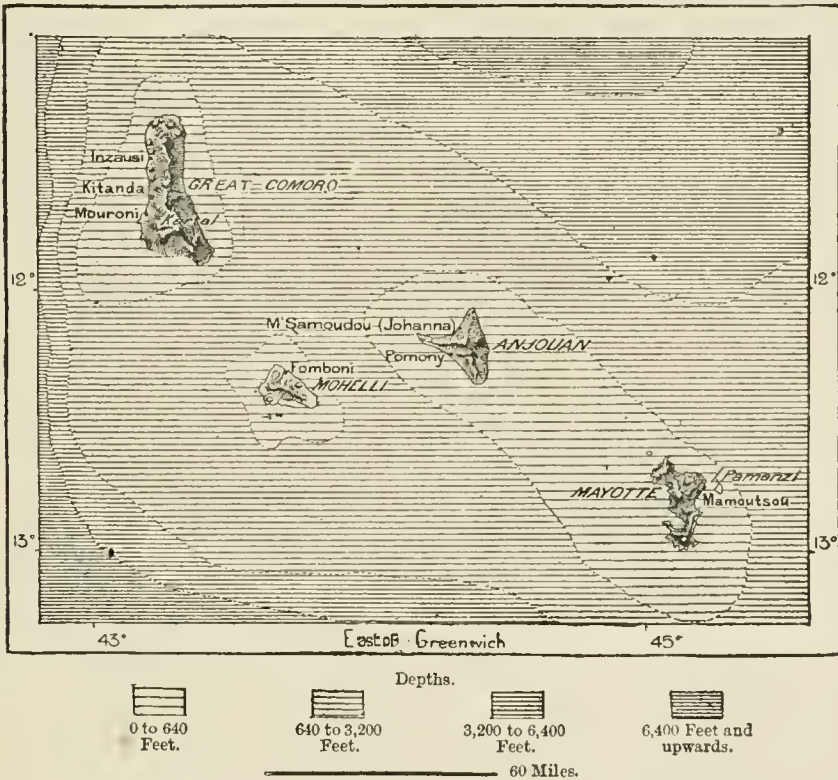 Inzausi
Kitanda GREAT-COMORO
Mouroni Kartal
12° 12°
M'Samoudou (Johanna)
ANJOUAN
Pomony
Fomboni
MOHELLI
I. Pamanzi
MAYOTTE
Mamoutsou
13° 13°
43° East of Greenwich 45°
Depths.
0 to 640 640 to 3,200 3,200 to 6,400 6,400 Feet and
Feet. Feet. Feet. upwards.
60 Miles.